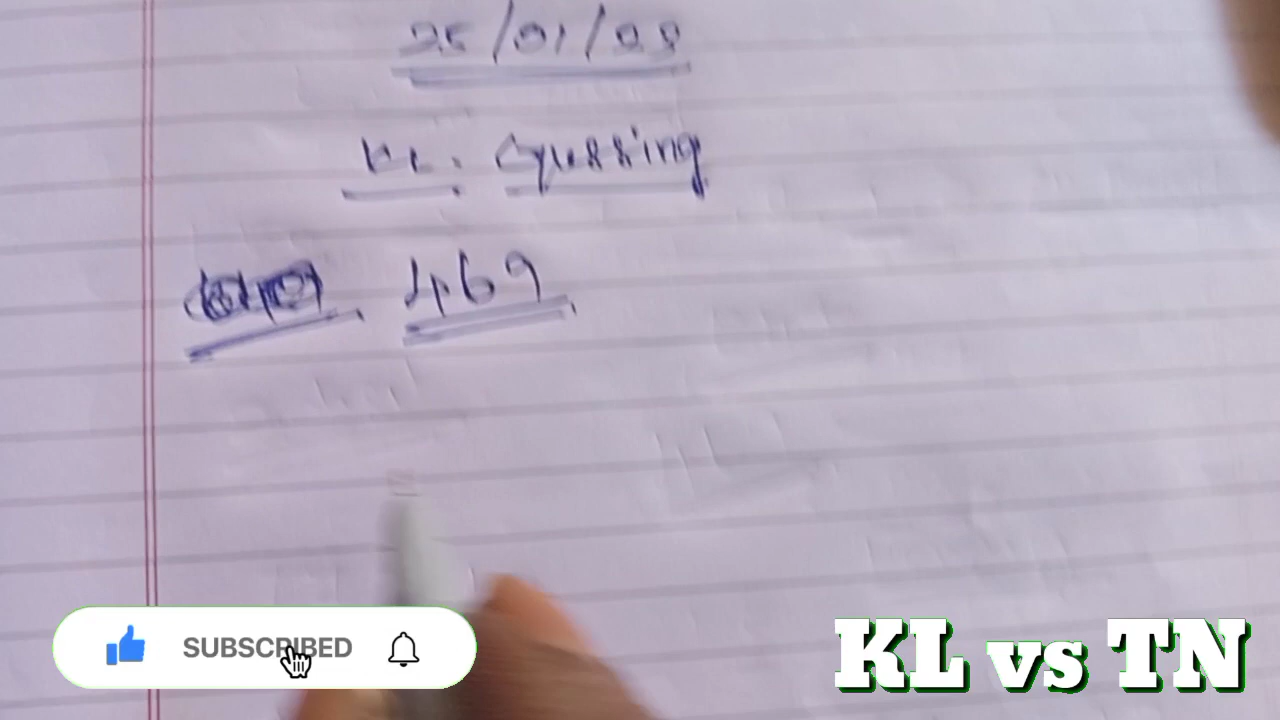 25/01/23
KL: Guessing
469
SUBSCRIBED
KL vs TN